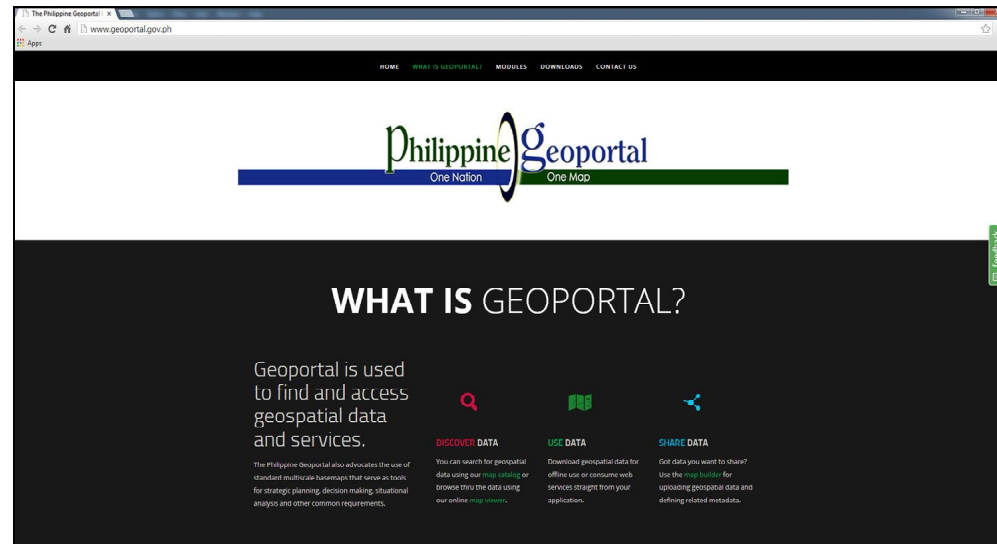 The Philippine Geoportal
www.geoportal.gov.ph
Apps
HOME WHAT IS GEOPORTAL? MODULES DOWNLOADS CONTACT US
Philippine geoportal
One Nation One Map
Feedback
WHAT IS GEOPORTAL?
Geoportal is used
to find and access
geospatial data
and services.
The Philippine Geoportal also advocates the use of
standard multiscale basemaps that serve as tools
for strategic planning, decision making, situational
analysis and other common requirements.
DISCOVER DATA
You can search for geospatial
data using our map catalog or
browse thru the data using
our online map viewer.
USE DATA
Download geospatial data for
offline use or consume web
services straight from your
application.
SHARE DATA
Got data you want to share?
Use the map builder for
uploading geospatial data and
defining related metadata.